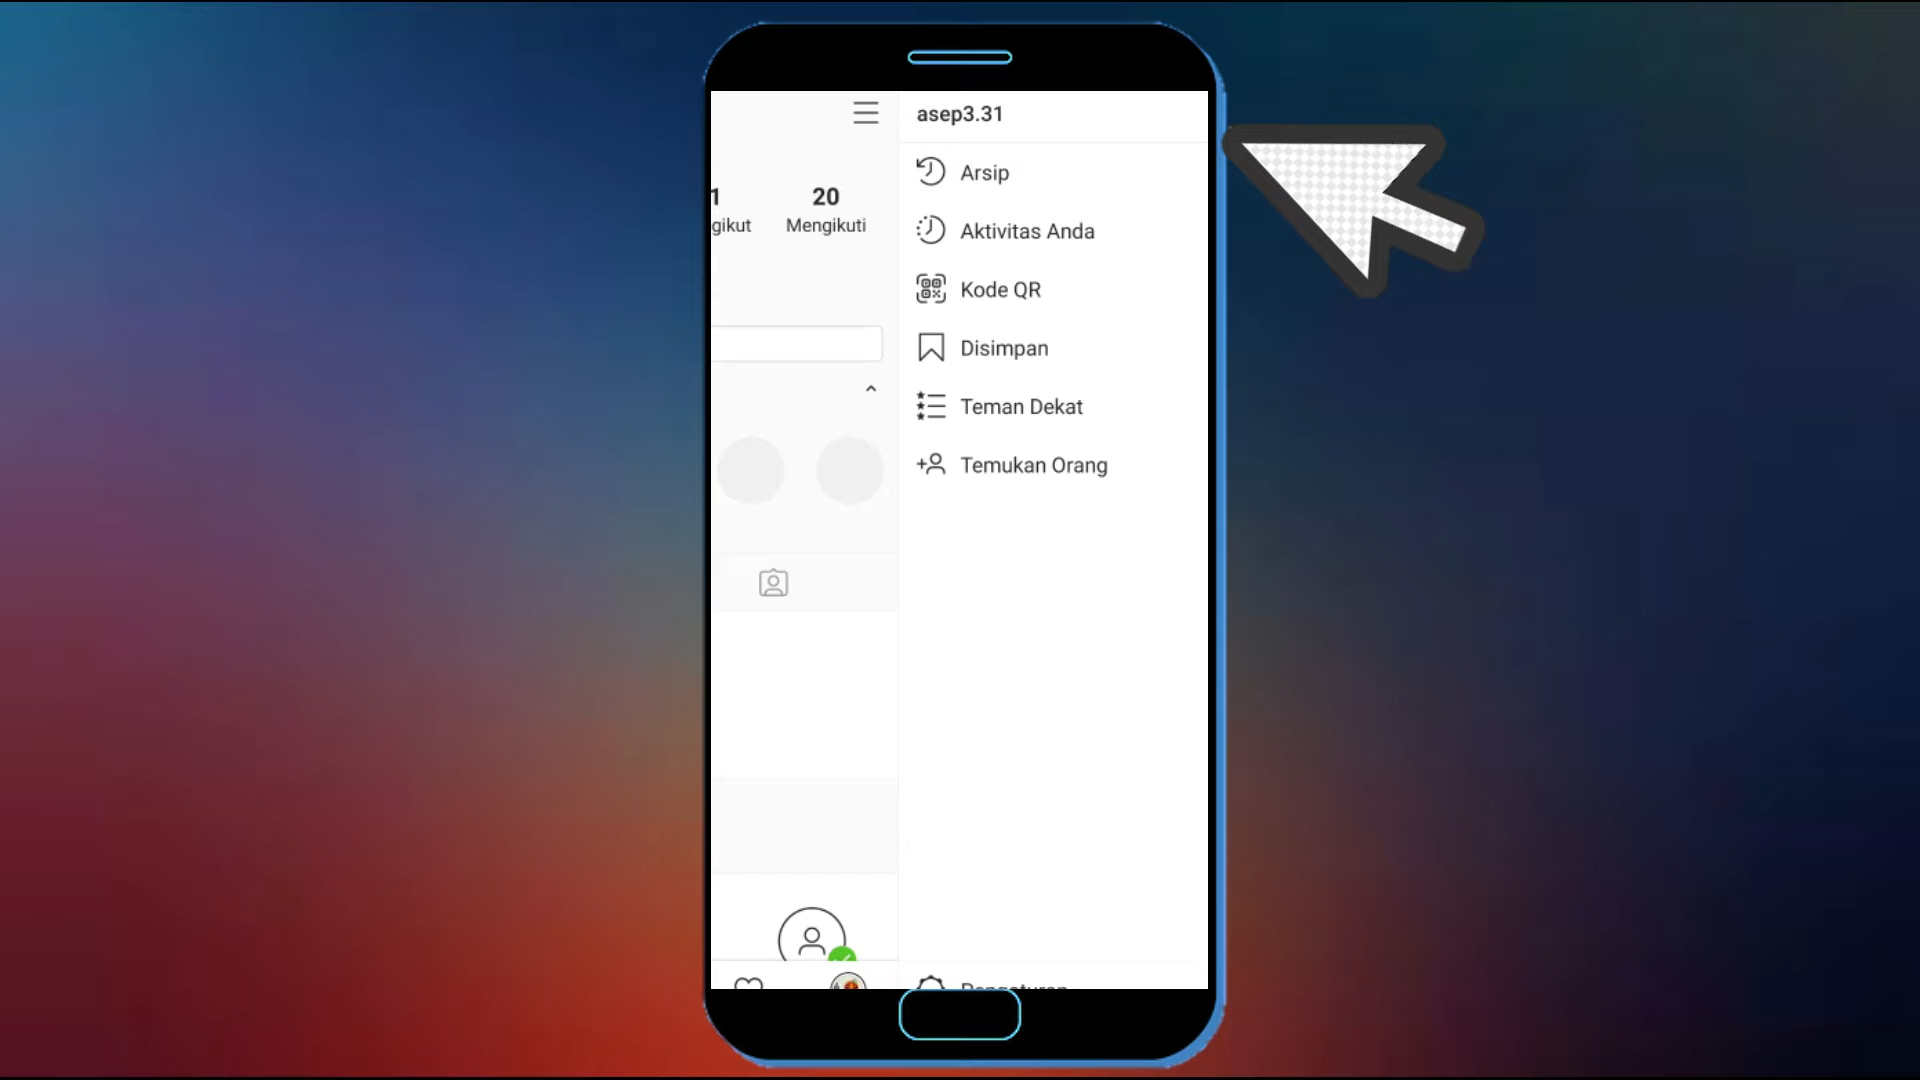 asep3.31
1
20
gikut
Mengikuti
Arsip
Aktivitas Anda
Kode QR
Disimpan
Teman Dekat
Temukan Orang